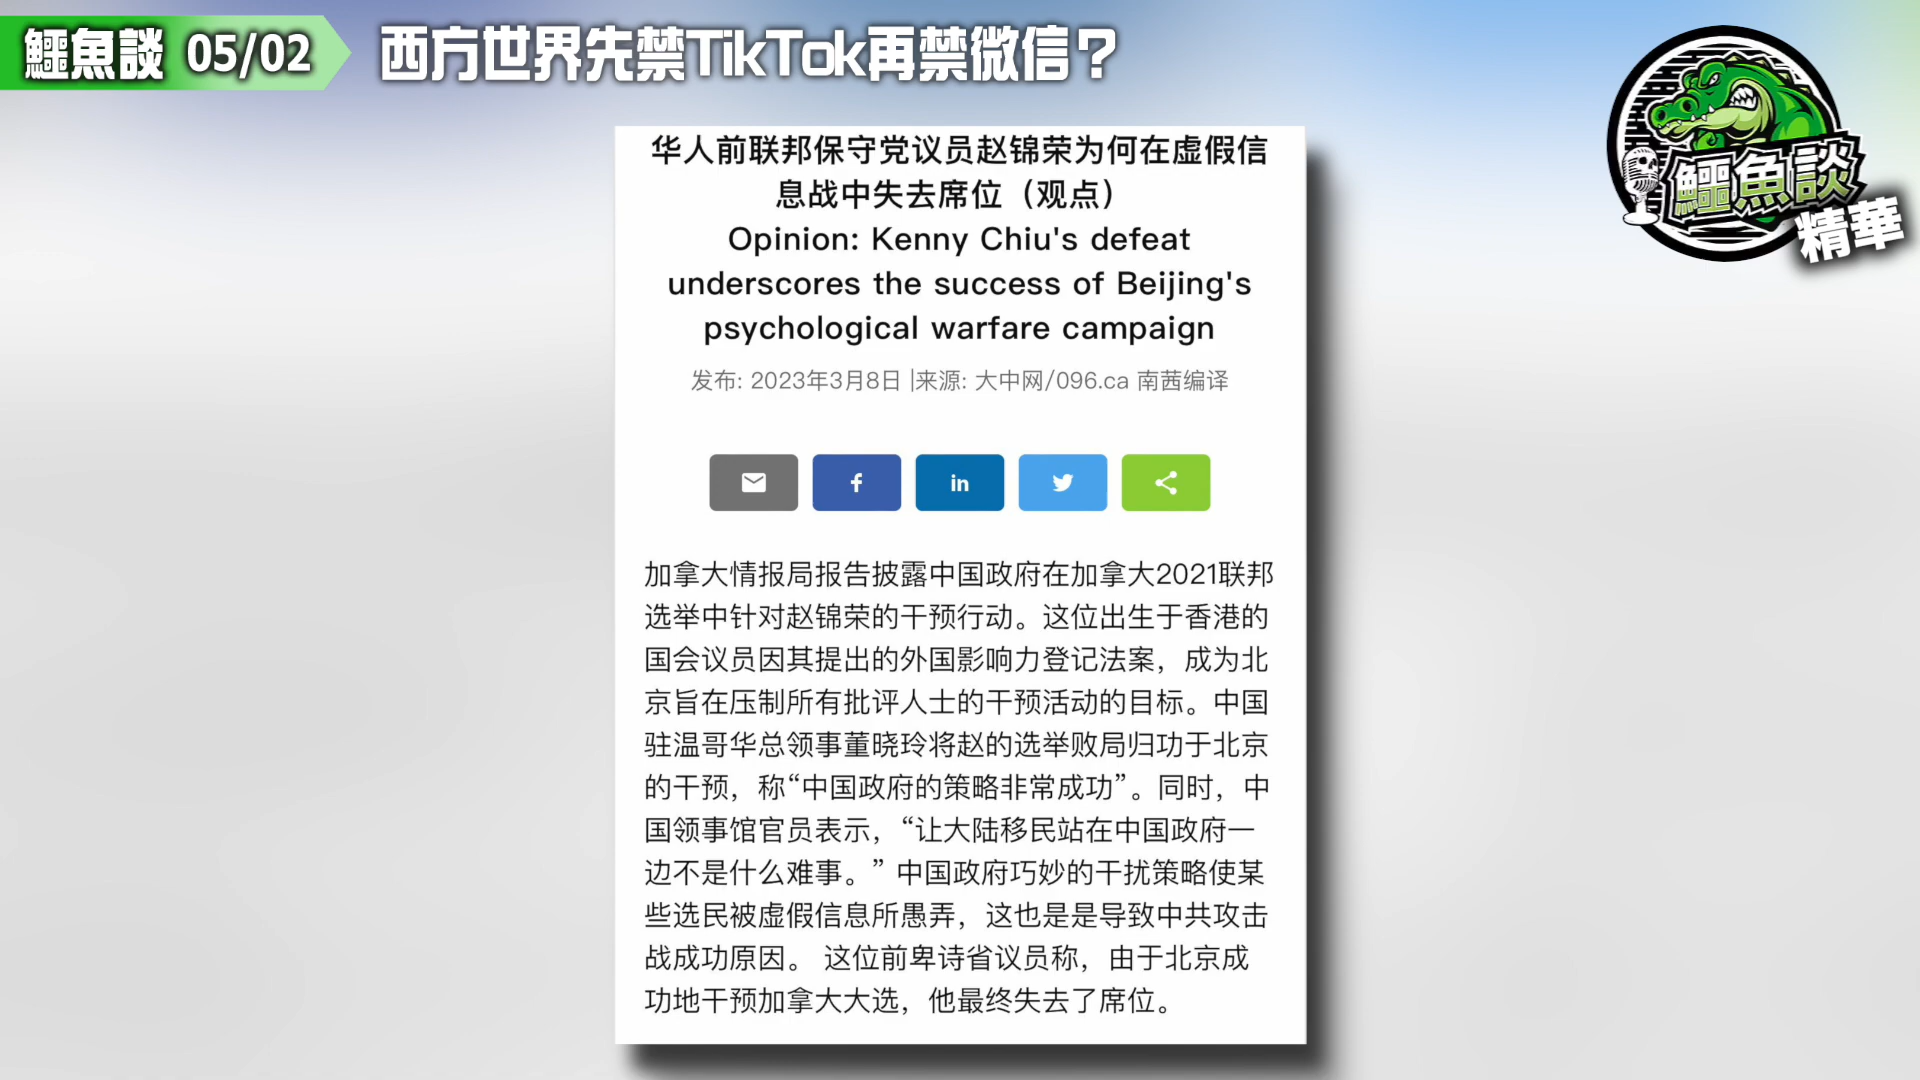 鱷魚談 05/02
西方世界先禁TikTok再禁微信？
鱷魚談
精華
华人前联邦保守党议员赵锦荣为何在虚假信
息战中失去席位（观点）
Opinion: Kenny Chiu's defeat
underscores the success of Beijing's
psychological warfare campaign
发布: 2023年3月8日 |来源: 大中网/096.ca 南茜编译
加拿大情报局报告披露中国政府在加拿大2021联邦
选举中针对赵锦荣的干预行动。这位出生于香港的
国会议员因其提出的外国影响力登记法案，成为北
京旨在压制所有批评人士的干预活动的目标。中国
驻温哥华总领事董晓玲将赵的选举败局归功于北京
的干预，称“中国政府的策略非常成功”。同时，中
国领事馆官员表示，“让大陆移民站在中国政府一
边不是什么难事。” 中国政府巧妙的干扰策略使某
些选民被虚假信息所愚弄，这也是是导致中共攻击
战成功原因。 这位前卑诗省议员称，由于北京成
功地干预加拿大大选，他最终失去了席位。